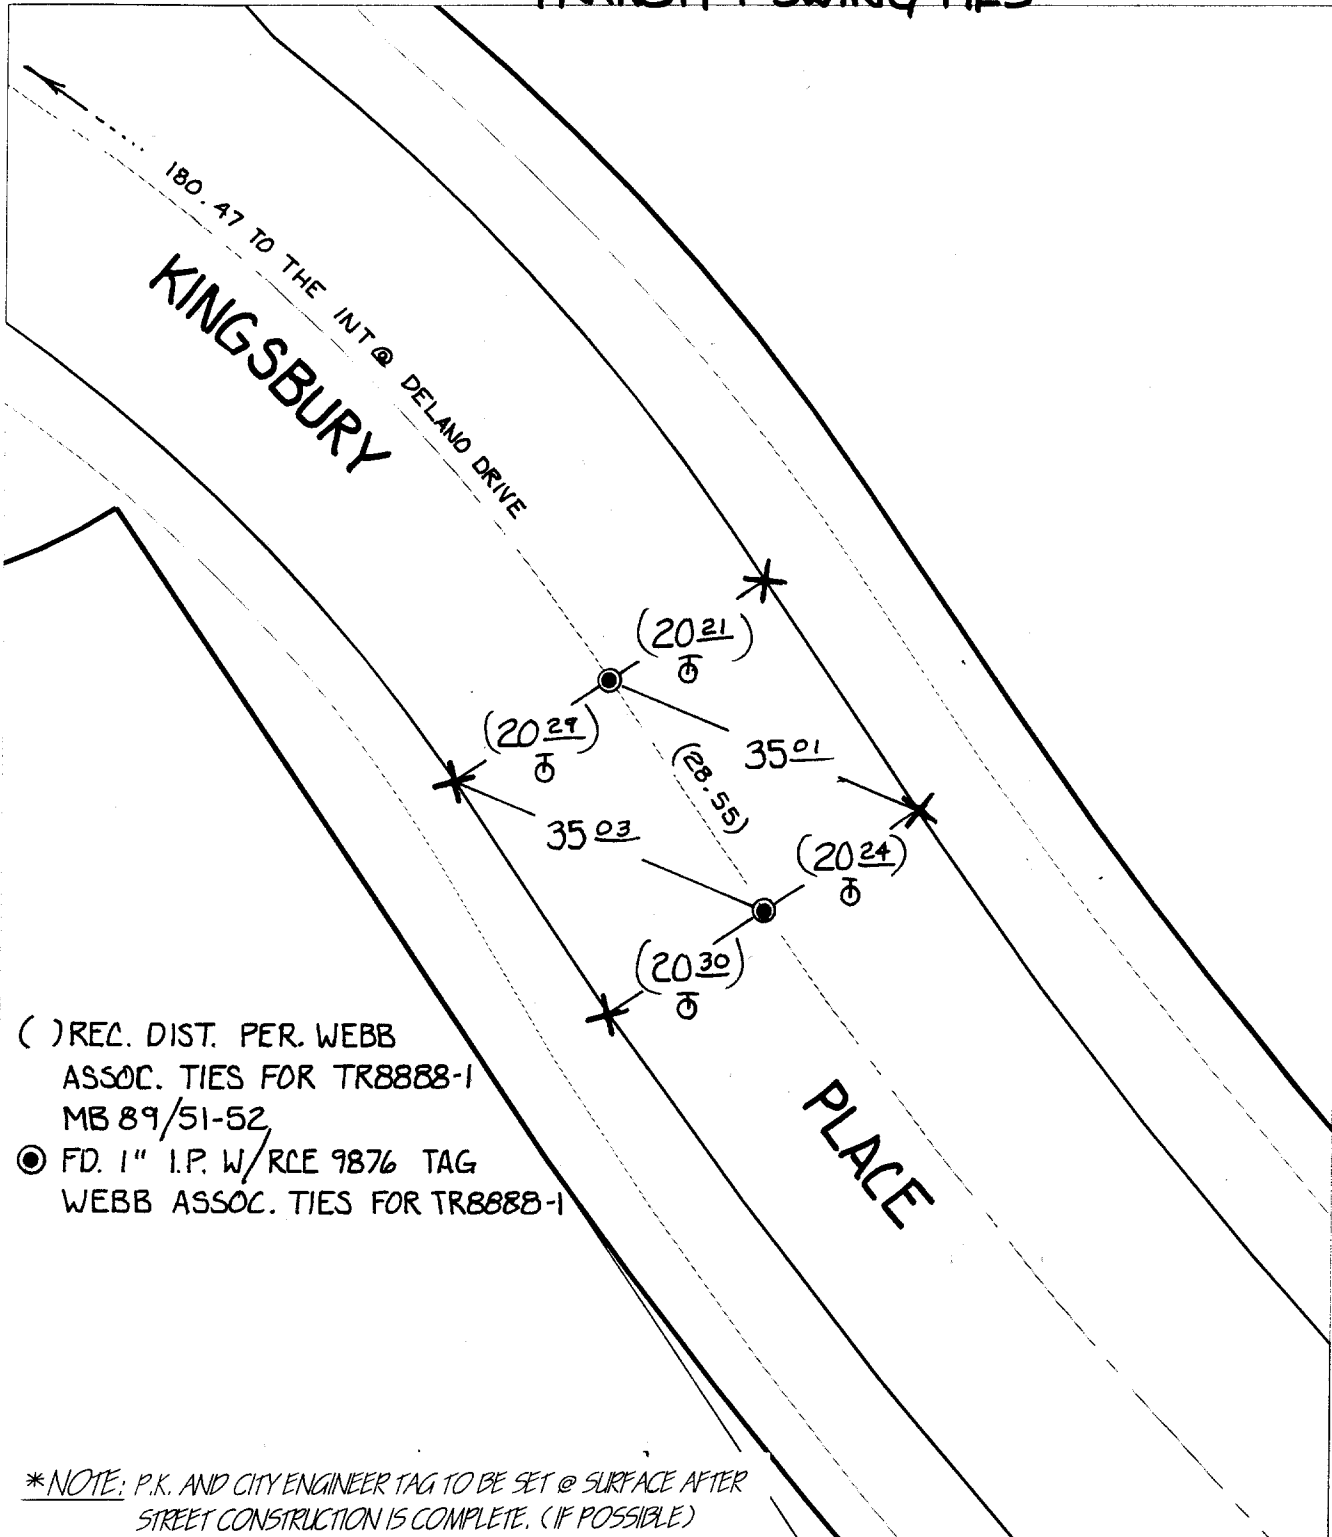 180.47 TO THE INT @ DELANO DRIVE
KINGSBURY
(20 21)
(20 29)
35 01
(28.55)
35 03
(20 24)
(20 30)
PLACE
( ) REC. DIST. PER. WEBB
ASSOC. TIES FOR TR8888-1
MB 89/51-52
FD. 1" I.P. W/RCE 9876 TAG
WEBB ASSOC. TIES FOR TR8888-1
*NOTE: P.K. AND CITY ENGINEER TAG TO BE SET @ SURFACE AFTER
STREET CONSTRUCTION IS COMPLETE. (IF POSSIBLE)